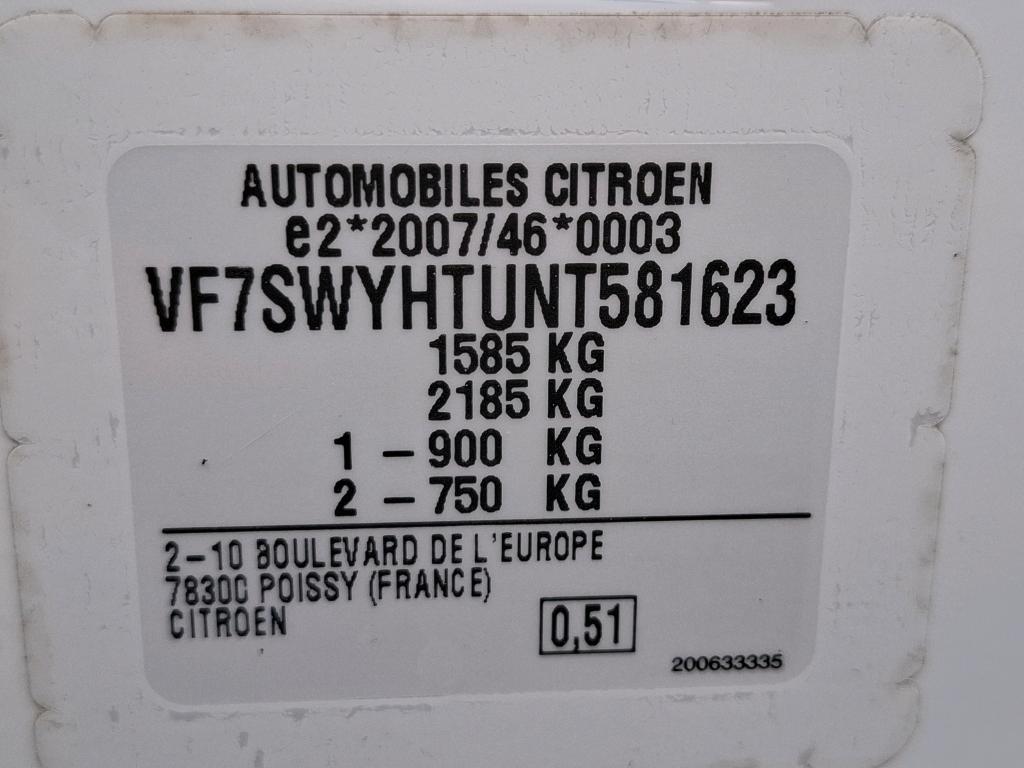 AUTOMOBILES CITROEN
e2*2007/46*0003
VF7SWYHTUNT581623
1585 KG
2185 KG
1 – 900 KG
2 – 750 KG
2–10 BOULEVARD DE L'EUROPE
78300 POISSY (FRANCE)
CITROEN
0,51
200633335